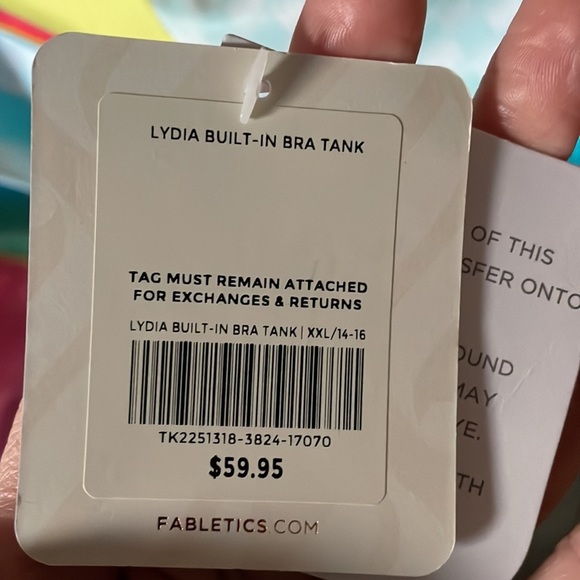 LYDIA BUILT-IN BRA TANK
TAG MUST REMAIN ATTACHED
FOR EXCHANGES & RETURNS
LYDIA BUILT-IN BRA TANK | XXL/14-16
TK2251318-3824-17070
$59.95
FABLETICS.COM
OF THIS
SFER ONTO
OUND
MAY
YE.
TH